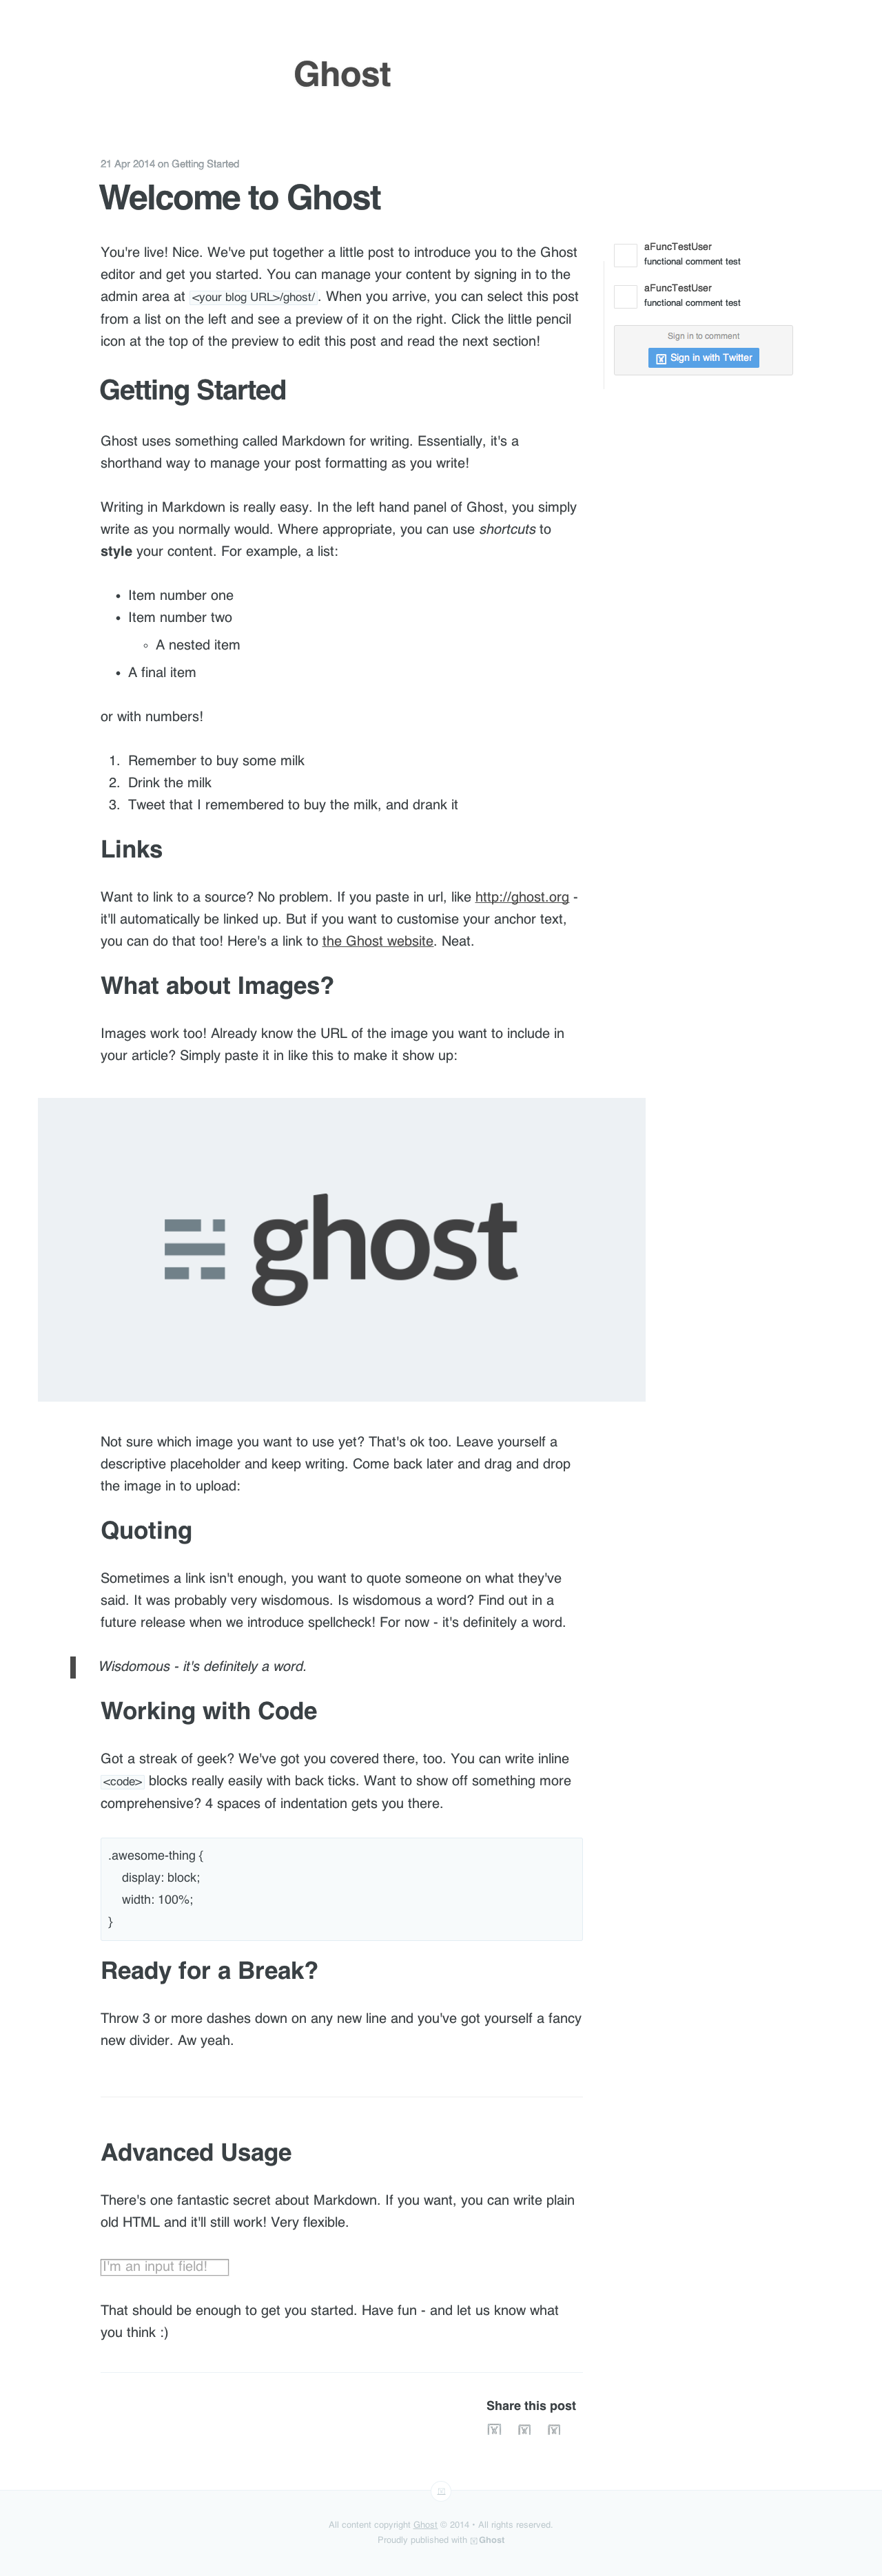 Ghost
21 Apr 2014 on Getting Started
Welcome to Ghost
You're live! Nice. We've put together a little post to introduce you to the Ghost
editor and get you started. You can manage your content by signing in to the
admin area at <your blog URL>/ghost/ . When you arrive, you can select this post
from a list on the left and see a preview of it on the right. Click the little pencil
icon at the top of the preview to edit this post and read the next section!
aFuncTestUser
functional comment test
aFuncTestUser
functional comment test
Sign in to comment
Sign in with Twitter
Getting Started
Ghost uses something called Markdown for writing. Essentially, it's a
shorthand way to manage your post formatting as you write!
Writing in Markdown is really easy. In the left hand panel of Ghost, you simply
write as you normally would. Where appropriate, you can use shortcuts to
style your content. For example, a list:
• Item number one
• Item number two
◦ A nested item
• A final item
or with numbers!
1. Remember to buy some milk
2. Drink the milk
3. Tweet that I remembered to buy the milk, and drank it
Links
Want to link to a source? No problem. If you paste in url, like http://ghost.org -
it'll automatically be linked up. But if you want to customise your anchor text,
you can do that too! Here's a link to the Ghost website. Neat.
What about Images?
Images work too! Already know the URL of the image you want to include in
your article? Simply paste it in like this to make it show up:
ghost
Not sure which image you want to use yet? That's ok too. Leave yourself a
descriptive placeholder and keep writing. Come back later and drag and drop
the image in to upload:
Quoting
Sometimes a link isn't enough, you want to quote someone on what they've
said. It was probably very wisdomous. Is wisdomous a word? Find out in a
future release when we introduce spellcheck! For now - it's definitely a word.
Wisdomous - it's definitely a word.
Working with Code
Got a streak of geek? We've got you covered there, too. You can write inline
<code> blocks really easily with back ticks. Want to show off something more
comprehensive? 4 spaces of indentation gets you there.
.awesome-thing {
display: block;
width: 100%;
}
Ready for a Break?
Throw 3 or more dashes down on any new line and you've got yourself a fancy
new divider. Aw yeah.
Advanced Usage
There's one fantastic secret about Markdown. If you want, you can write plain
old HTML and it'll still work! Very flexible.
I'm an input field!
That should be enough to get you started. Have fun - and let us know what
you think :)
Share this post
All content copyright Ghost © 2014 • All rights reserved.
Proudly published with Ghost